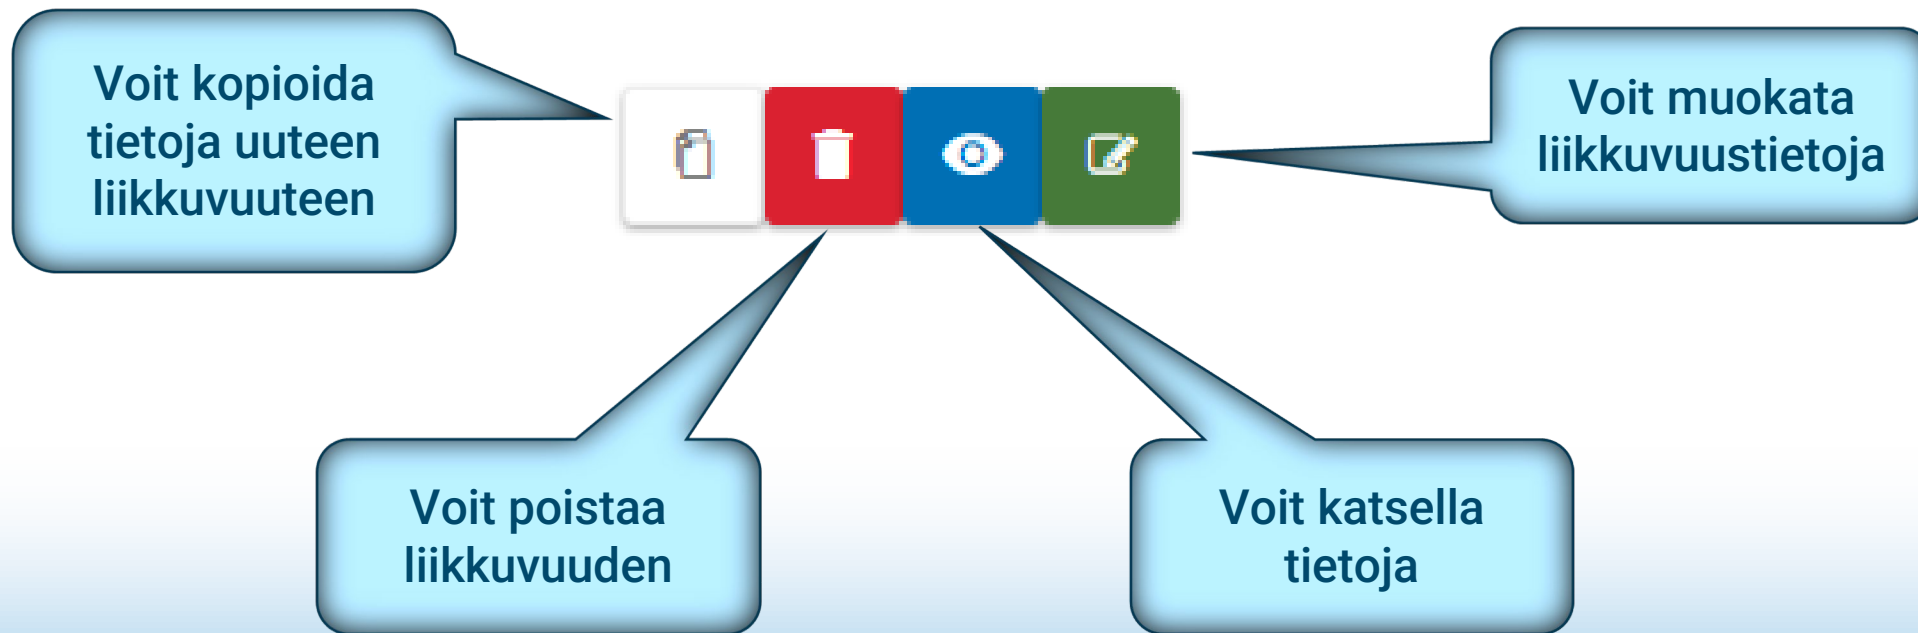 Voit kopioida
tietoja uuteen
liikkuvuuteen
Voit muokata
liikkuvuustietoja
Voit poistaa
liikkuvuuden
Voit katsella
tietoja